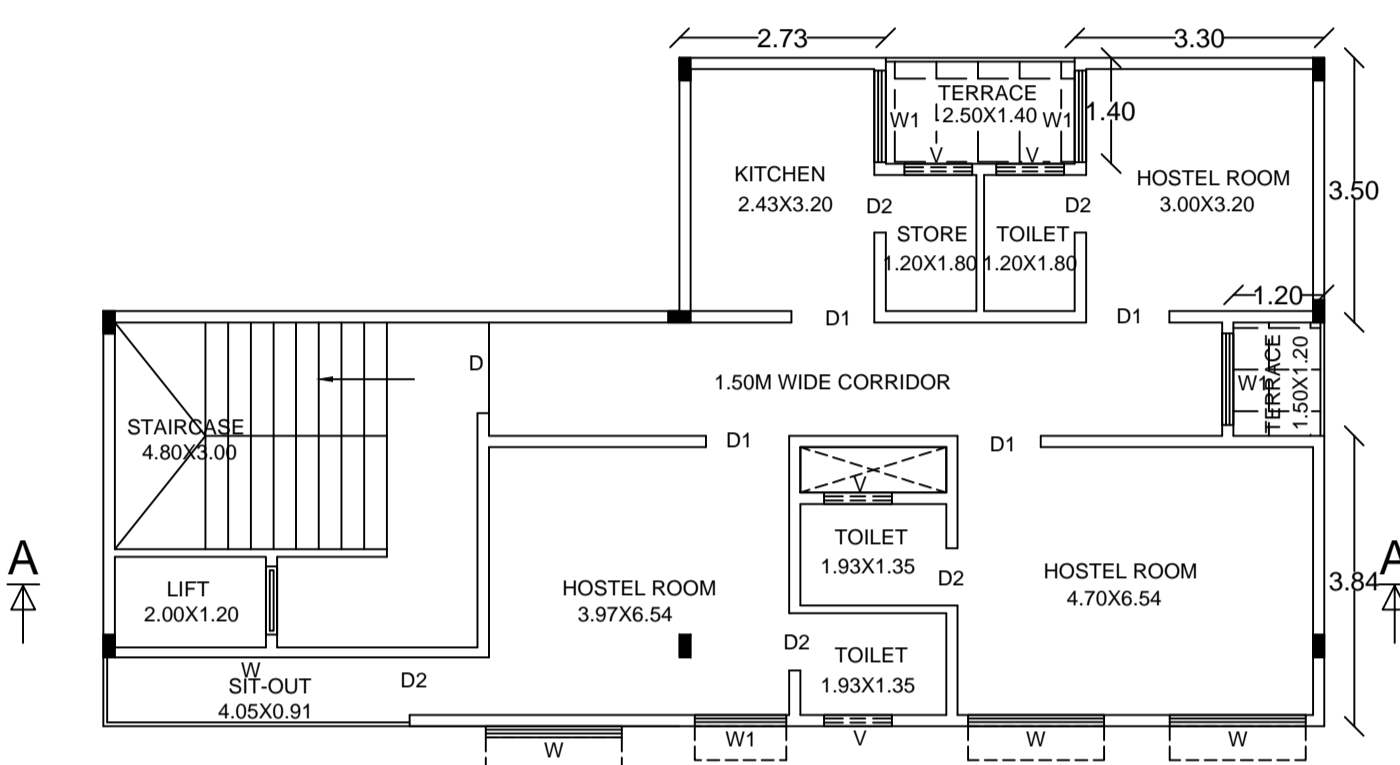 2.73
3.30
TERRACE
2.50X1.40
W1
W1
1.40
V
V
KITCHEN
2.43X3.20
HOSTEL ROOM
3.00X3.20
3.50
D2
D2
STORE
1.20X1.80
TOILET
1.20X1.80
1.20
D1
D1
D
1.50M WIDE CORRIDOR
W1
TERRACE
1.50X1.20
STAIRCASE
4.80X3.00
D1
D1
V
TOILET
1.93X1.35
D2
A
A
LIFT
2.00X1.20
HOSTEL ROOM
3.97X6.54
HOSTEL ROOM
4.70X6.54
3.84
D2
TOILET
1.93X1.35
W
SIT-OUT
4.05X0.91
D2
W
W1
V
W
W